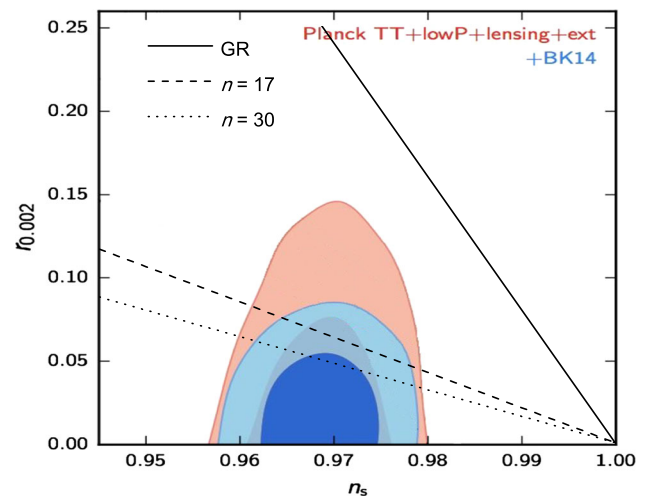 0.25
0.20
0.15
0.10
0.05
0.00
r0.002
GR
n = 17
n = 30
Planck TT+lowP+lensing+ext
+BK14
0.95
0.96
0.97
0.98
0.99
1.00
ns